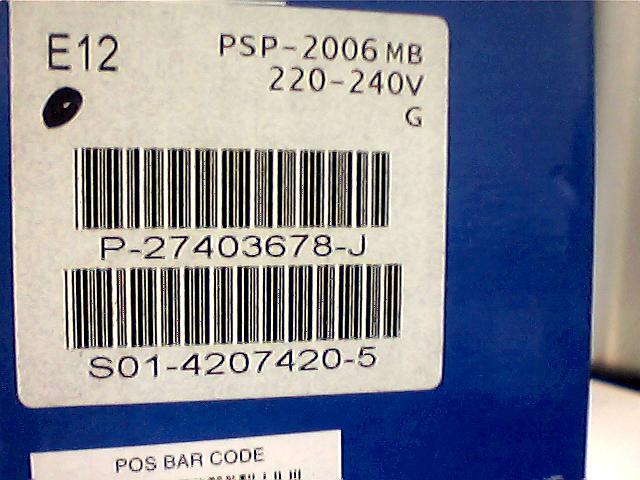 E12
PSP-2006 MB
220-240V
G
P-27403678-J
S01-4207420-5
POS BAR CODE